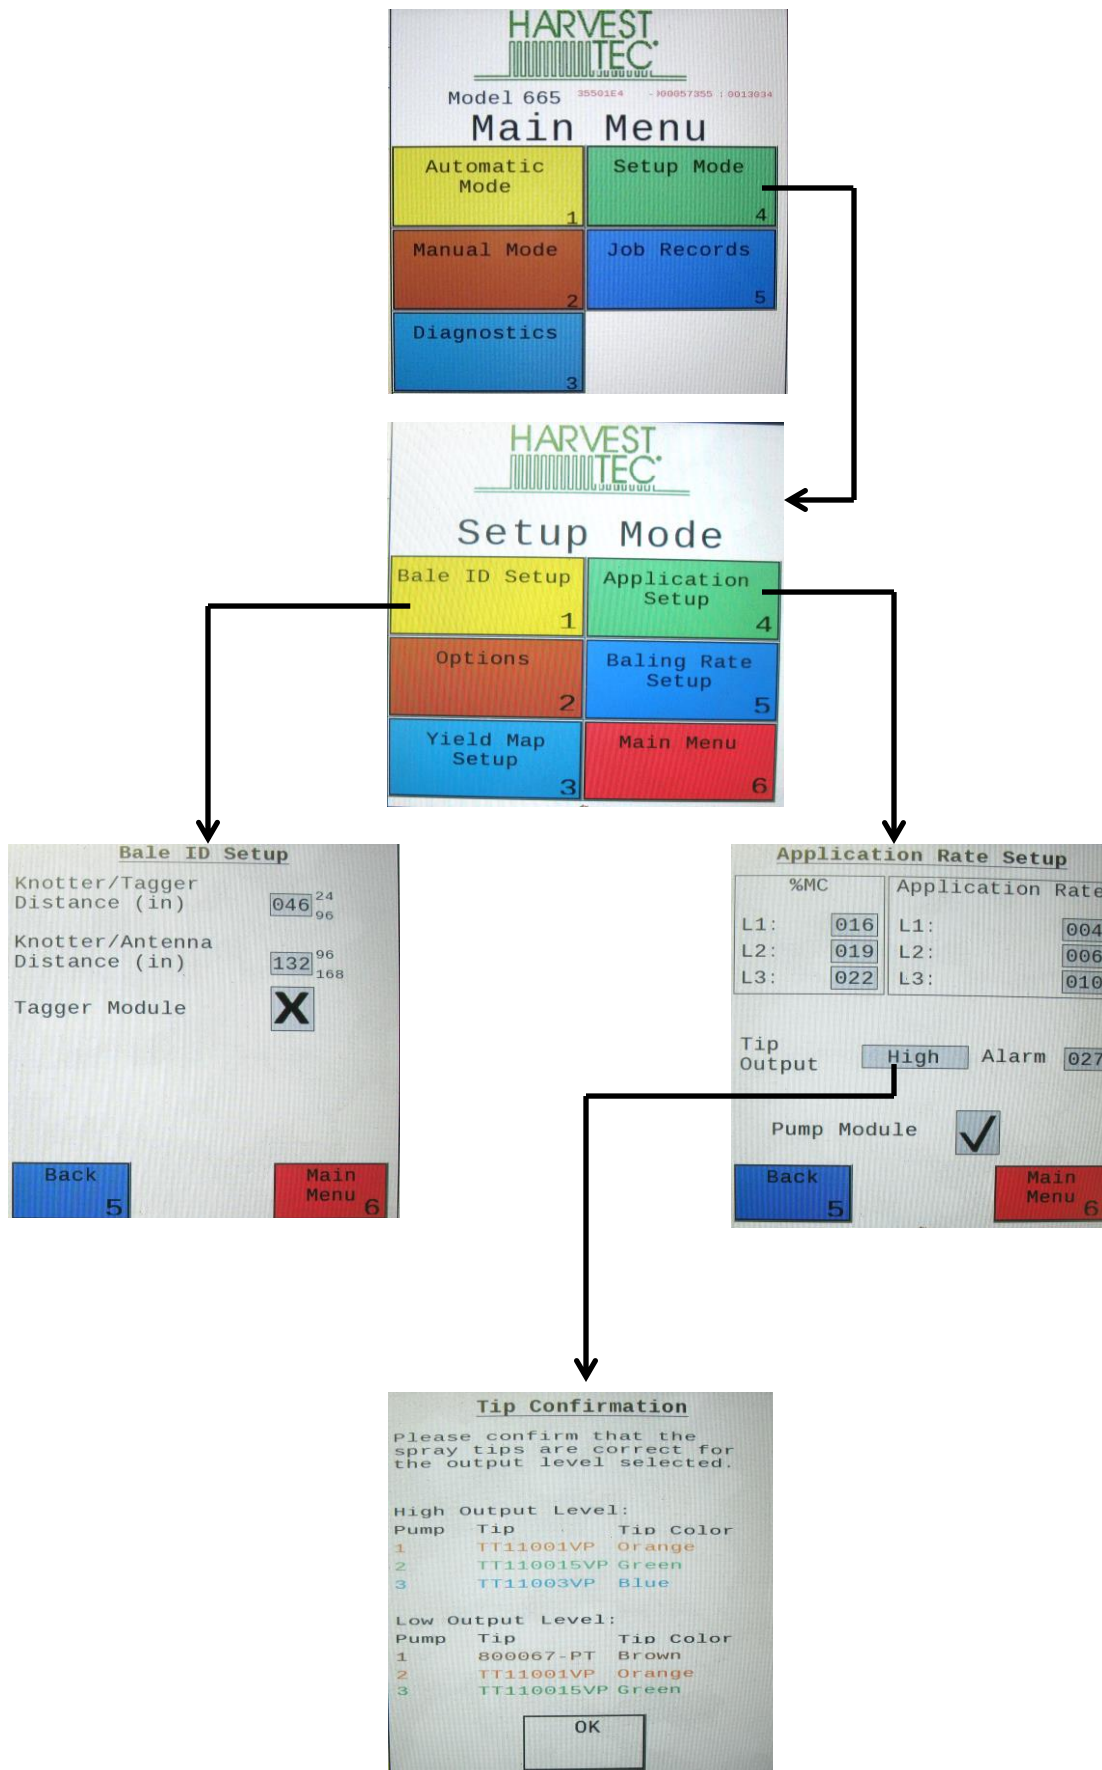 HARVEST
TEC
Model 665
Main Menu
Automatic
Mode
1
Setup Mode
4
Manual Mode
2
Job Records
5
Diagnostics
3
HARVEST
TEC
Setup Mode
Bale ID Setup
1
Application
Setup
4
Options
2
Baling Rate
Setup
5
Yield Map
Setup
3
Main Menu
6
Bale ID Setup
Knotter/Tagger
Distance (in) 046 24
96
Knotter/Antenna
Distance (in) 132 96
168
Tagger Module X
Back
5
Main
Menu
6
Application Rate Setup
%MC Application Rate
L1: 016 L1: 004
L2: 019 L2: 006
L3: 022 L3: 010
Tip
Output High Alarm 027
Pump Module ✓
Back
5
Main
Menu
6
Tip Confirmation
Please confirm that the
spray tips are correct for
the output level selected.
High Output Level:
Pump Tip Tip Color
1 TT11001VP Orange
2 TT110015VP Green
3 TT11003VP Blue
Low Output Level:
Pump Tip Tip Color
1 800067-PT Brown
2 TT11001VP Orange
3 TT110015VP Green
OK